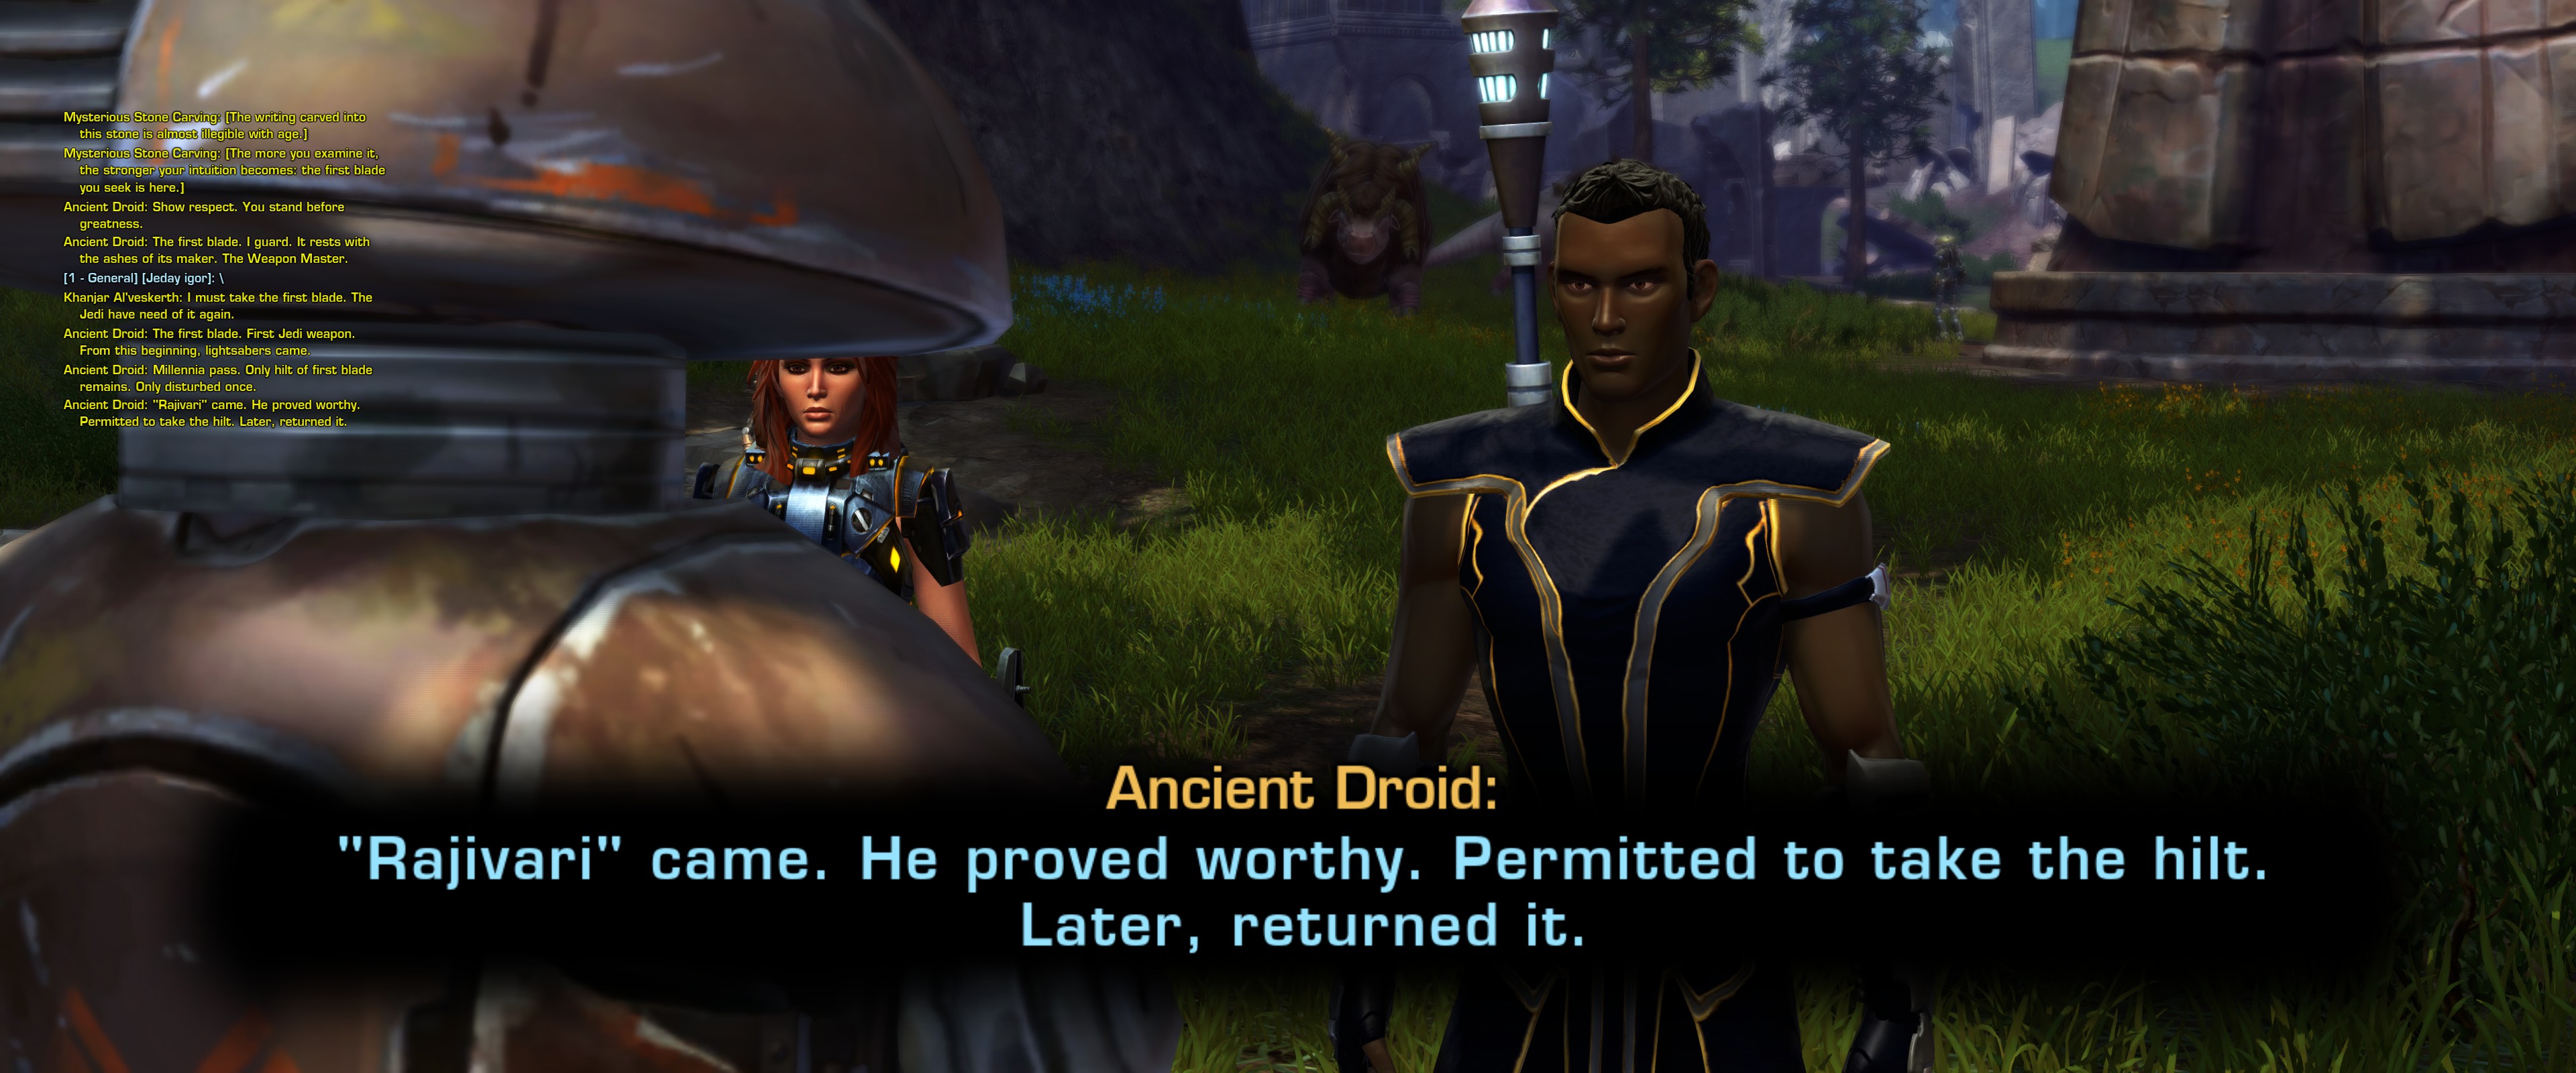 Mysterious Stone Carving: [The writing carved into
this stone is almost illegible with age.]
Mysterious Stone Carving: [The more you examine it,
the stronger your intuition becomes: the first blade
you seek is here.]
Ancient Droid: Show respect. You stand before
greatness.
Ancient Droid: The first blade. I guard. It rests with
the ashes of its maker. The Weapon Master.
[1 - General] [Jeday igor]: \
Khanjar Al'veskerth: I must take the first blade. The
Jedi have need of it again.
Ancient Droid: The first blade. First Jedi weapon.
From this beginning, lightsabers came.
Ancient Droid: Millennia pass. Only hilt of first blade
remains. Only disturbed once.
Ancient Droid: "Rajivari" came. He proved worthy.
Permitted to take the hilt. Later, returned it.
Ancient Droid:
"Rajivari" came. He proved worthy. Permitted to take the hilt.
Later, returned it.